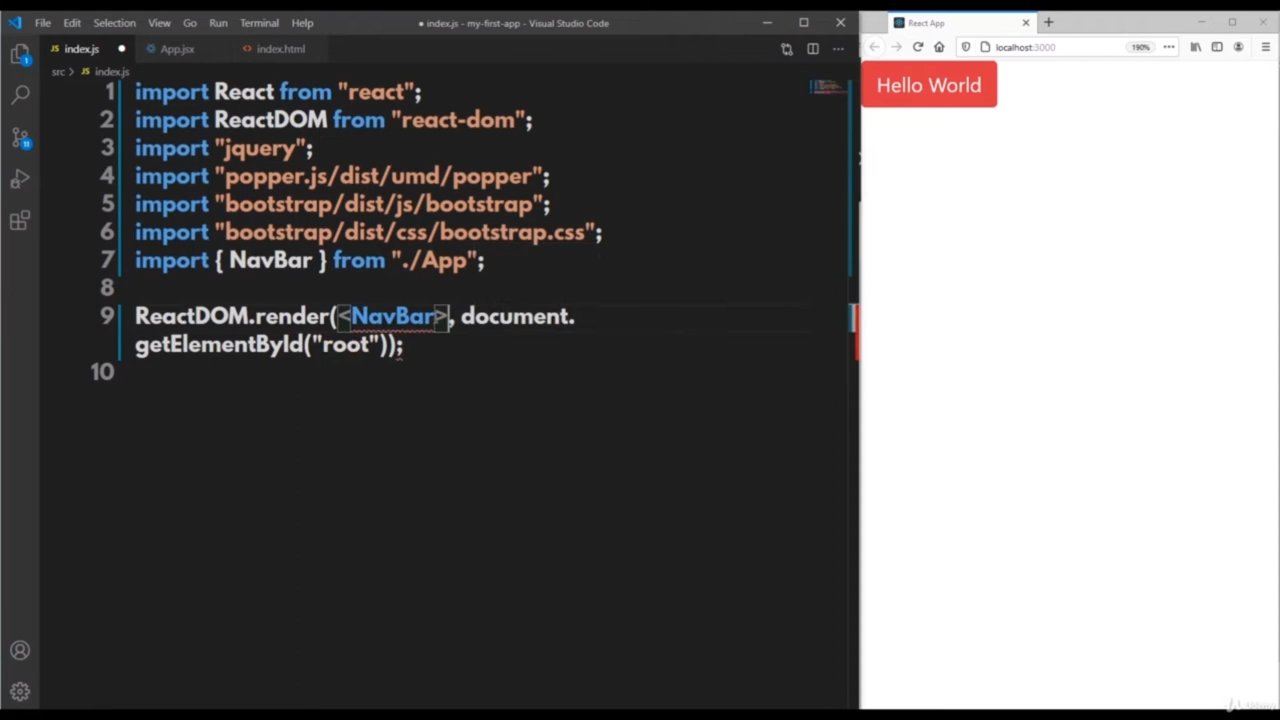 File Edit Selection View Go Run Terminal Help
● index.js - my-first-app - Visual Studio Code
React App
JS index.js ● App.jsx <> index.html
localhost:3000 190%
src > JS index.js
1 import React from "react";
2 import ReactDOM from "react-dom";
3 import "jquery";
4 import "popper.js/dist/umd/popper";
5 import "bootstrap/dist/js/bootstrap";
6 import "bootstrap/dist/css/bootstrap.css";
7 import { NavBar } from "./App";
8
9 ReactDOM.render(<NavBar>, document.
getElementById("root"));
10
Hello World
1
11